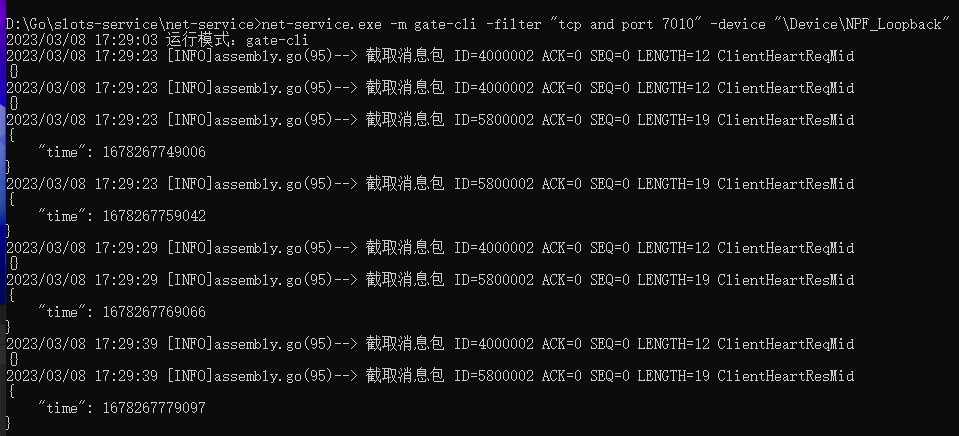 D:\Go\slots-service\net-service>net-service.exe -m gate-cli -filter "tcp and port 7010" -device "\Device\NPF_Loopback"
2023/03/08 17:29:03 运行模式：gate-cli
2023/03/08 17:29:23 [INFO]assembly.go(95)--> 截取消息包 ID=4000002 ACK=0 SEQ=0 LENGTH=12 ClientHeartReqMid
{}
2023/03/08 17:29:23 [INFO]assembly.go(95)--> 截取消息包 ID=4000002 ACK=0 SEQ=0 LENGTH=12 ClientHeartReqMid
{}
2023/03/08 17:29:23 [INFO]assembly.go(95)--> 截取消息包 ID=5800002 ACK=0 SEQ=0 LENGTH=19 ClientHeartResMid
{
    "time": 1678267749006
}
2023/03/08 17:29:23 [INFO]assembly.go(95)--> 截取消息包 ID=5800002 ACK=0 SEQ=0 LENGTH=19 ClientHeartResMid
{
    "time": 1678267759042
}
2023/03/08 17:29:29 [INFO]assembly.go(95)--> 截取消息包 ID=4000002 ACK=0 SEQ=0 LENGTH=12 ClientHeartReqMid
{}
2023/03/08 17:29:29 [INFO]assembly.go(95)--> 截取消息包 ID=5800002 ACK=0 SEQ=0 LENGTH=19 ClientHeartResMid
{
    "time": 1678267769066
}
2023/03/08 17:29:39 [INFO]assembly.go(95)--> 截取消息包 ID=4000002 ACK=0 SEQ=0 LENGTH=12 ClientHeartReqMid
{}
2023/03/08 17:29:39 [INFO]assembly.go(95)--> 截取消息包 ID=5800002 ACK=0 SEQ=0 LENGTH=19 ClientHeartResMid
{
    "time": 1678267779097
}